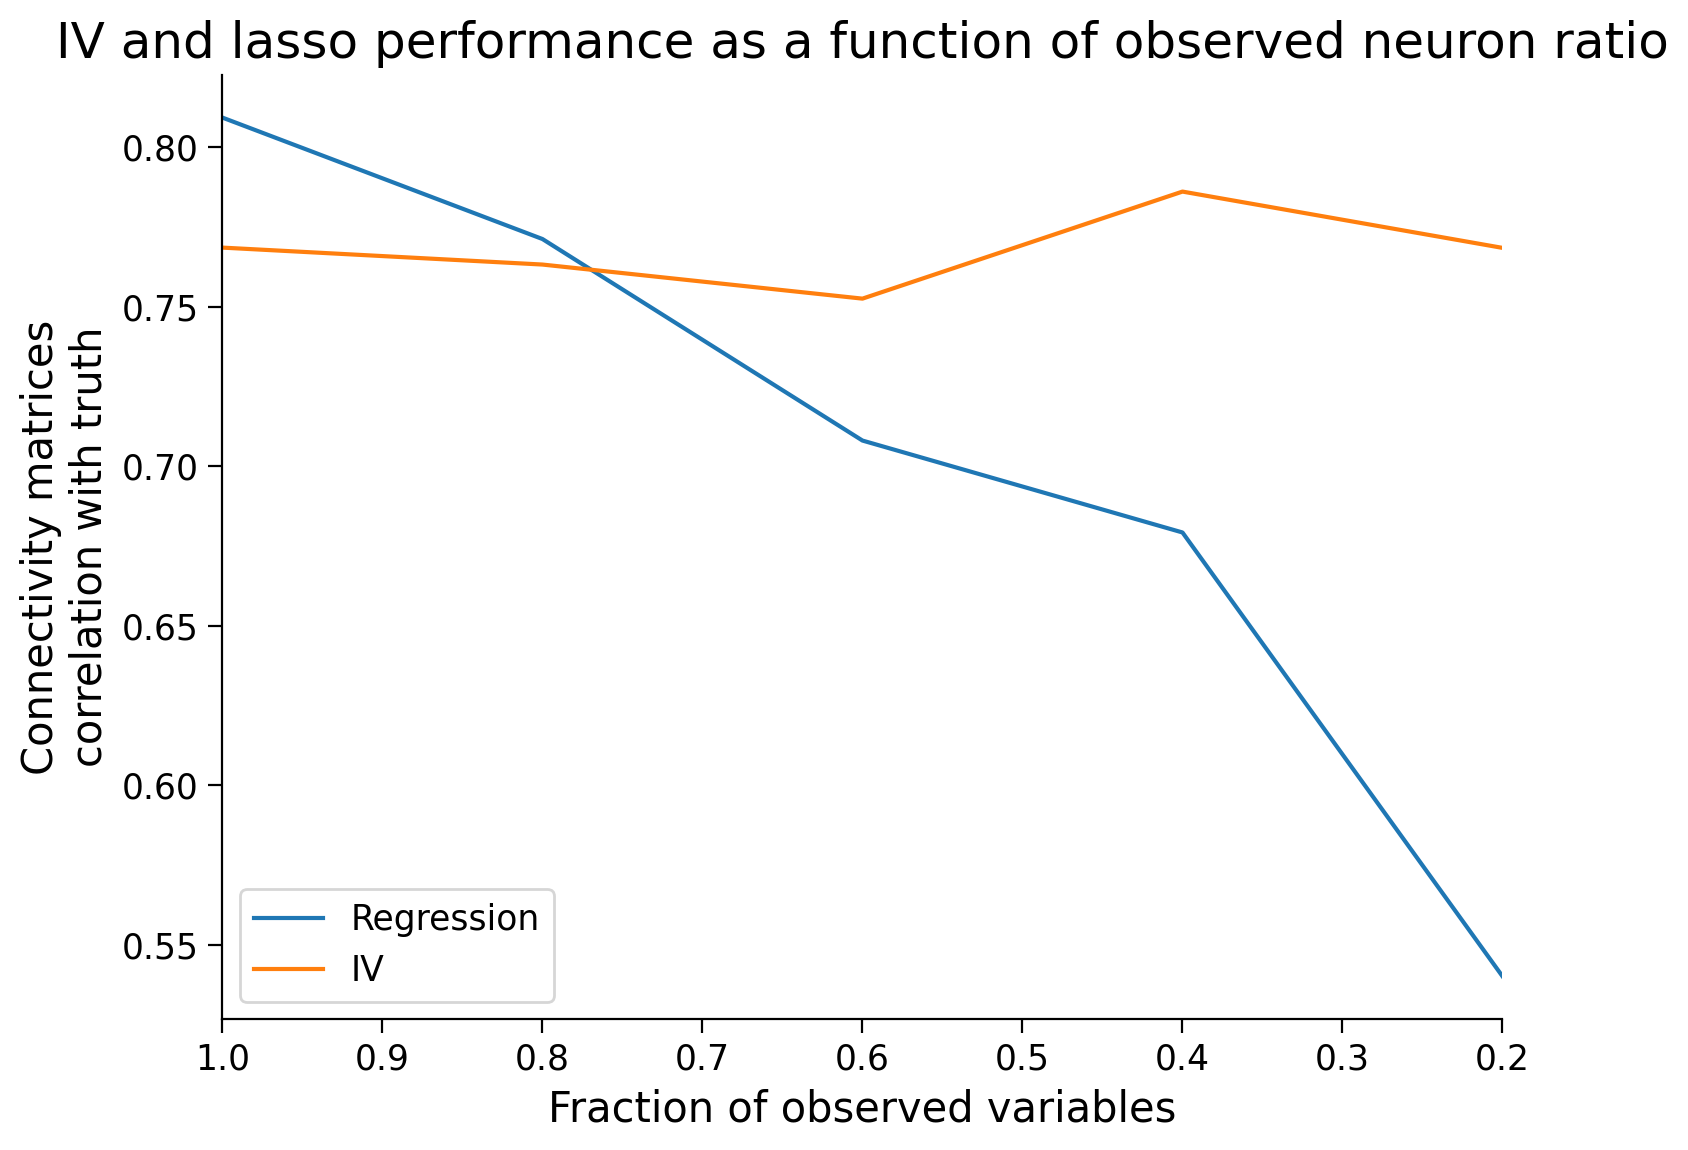 IV and lasso performance as a function of observed neuron ratio
Connectivity matrices
correlation with truth
0.80
0.75
0.70
0.65
0.60
0.55
Regression
IV
1.0 0.9 0.8 0.7 0.6 0.5 0.4 0.3 0.2
Fraction of observed variables